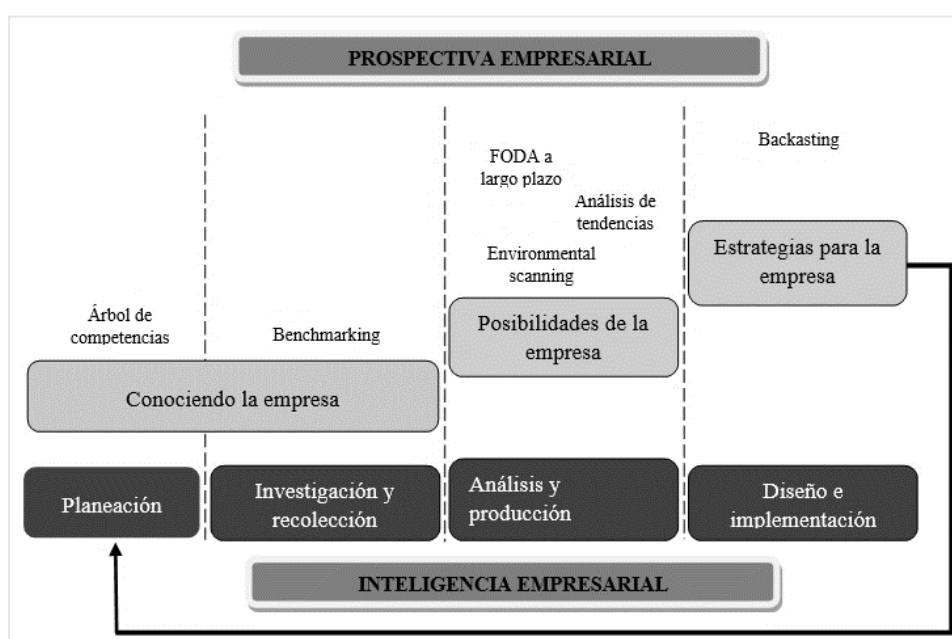 PROSPECTIVA EMPRESARIAL
Backasting
FODA a
largo plazo
Análisis de
tendencias
Environmental
scanning
Estrategias para la
empresa
Árbol de
competencias
Benchmarking
Posibilidades de la
empresa
Conociendo la empresa
Planeación
Investigación y
recolección
Análisis y
producción
Diseño e
implementación
INTELIGENCIA EMPRESARIAL